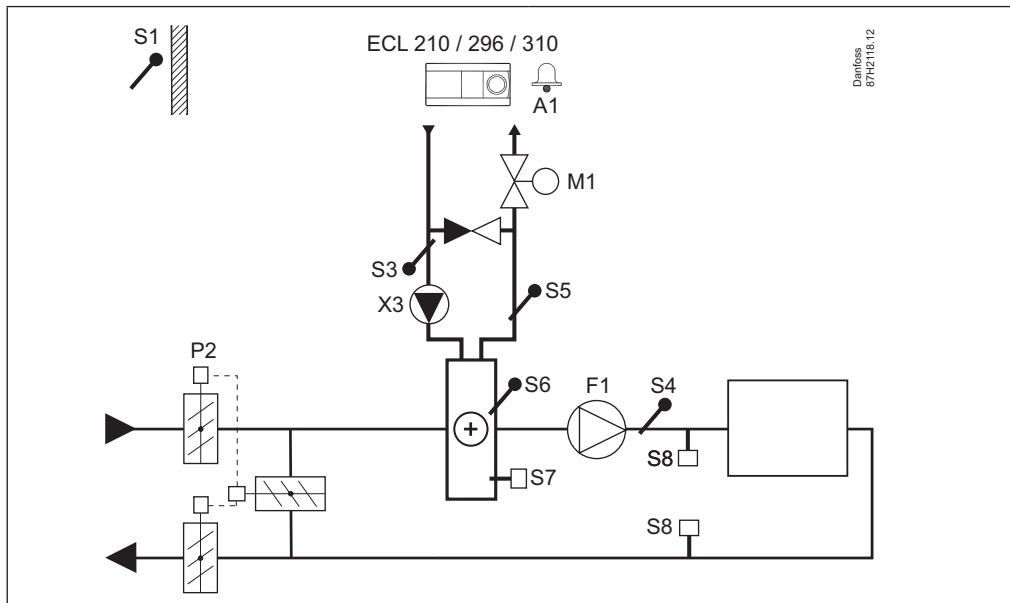 S1
ECL 210 / 296 / 310
A1
Danfoss
87H2118.12
M1
S3
S5
X3
P2
S6
F1
S4
+
S8
S7
S8